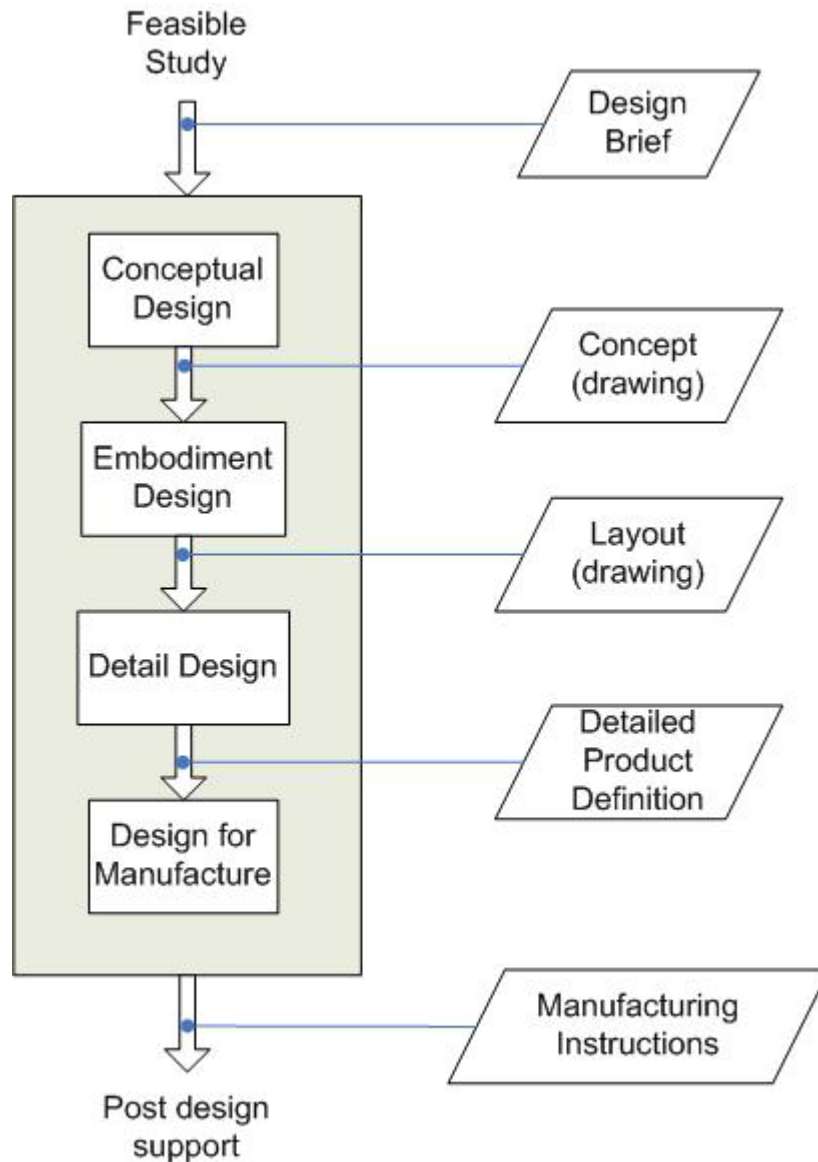 Feasible
Study
Design
Brief
Conceptual
Design
Concept
(drawing)
Embodiment
Design
Layout
(drawing)
Detail Design
Detailed
Product
Definition
Design for
Manufacture
Manufacturing
Instructions
Post design
support